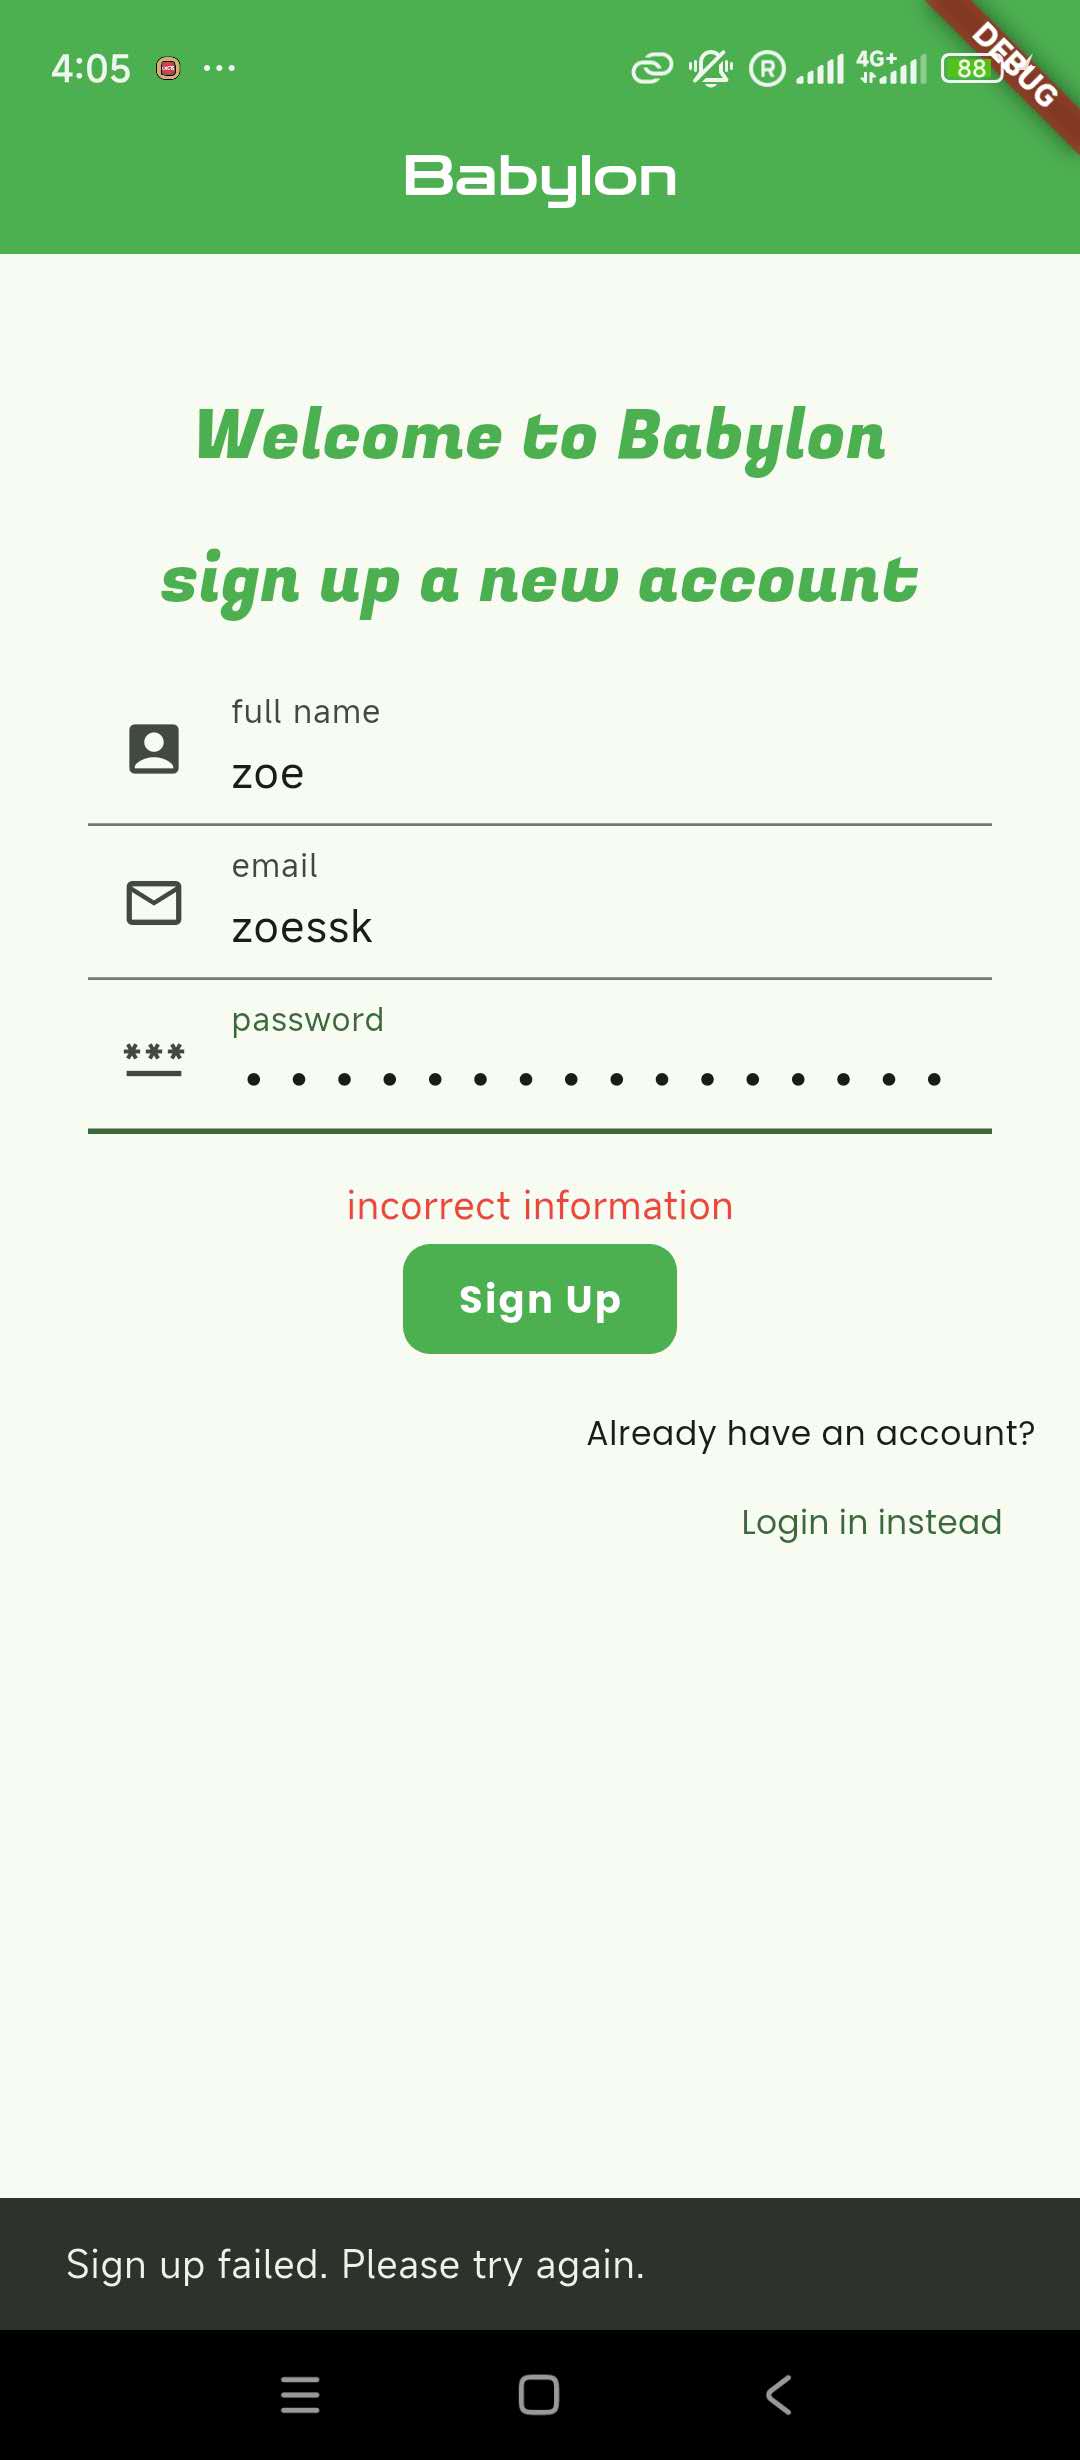 4:05
4G+
88
DEBUG
Babylon
Welcome to Babylon
sign up a new account
full name
zoe
email
zoessk
password
incorrect information
Sign Up
Already have an account?
Login in instead
Sign up failed. Please try again.